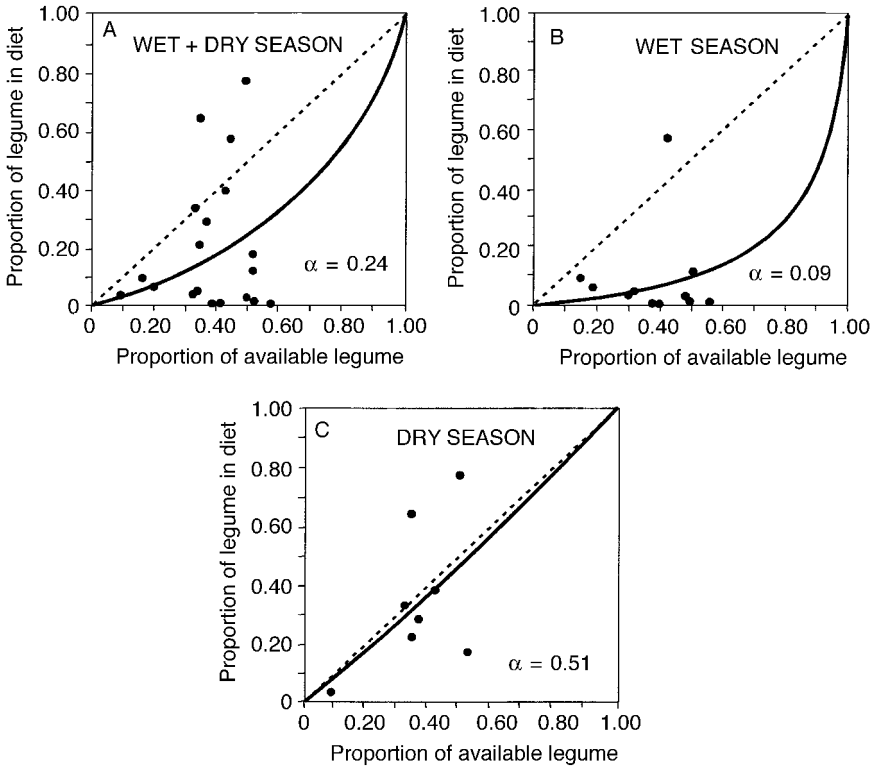 A
WET + DRY SEASON
1.00
0.80
0.60
0.40
0.20
0
Proportion of legume in diet
α = 0.24
0 0.20 0.40 0.60 0.80 1.00
Proportion of available legume
B
WET SEASON
1.00
0.80
0.60
0.40
0.20
0
Proportion of legume in diet
α = 0.09
0 0.20 0.40 0.60 0.80 1.00
Proportion of available legume
C
DRY SEASON
1.00
0.80
0.60
0.40
0.20
0
Proportion of legume in diet
α = 0.51
0 0.20 0.40 0.60 0.80 1.00
Proportion of available legume